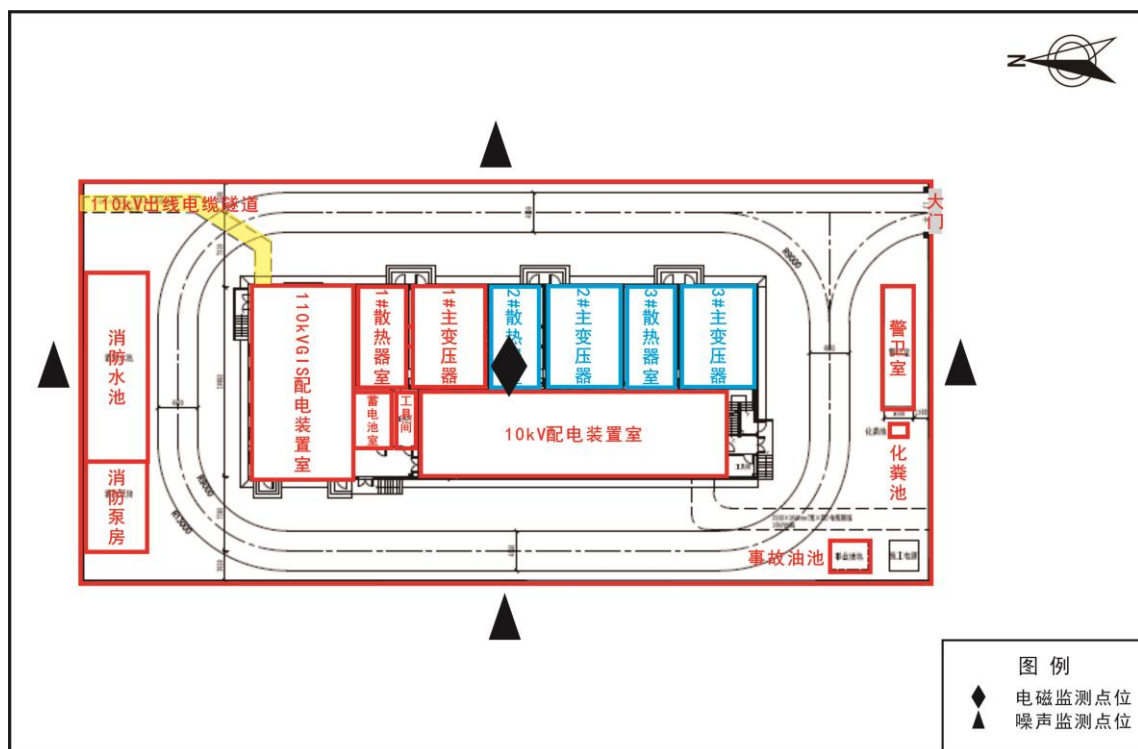 N
110kV出线电缆隧道
大门
R9000
1#散热器室
1#主变压器
2#散热器室
2#主变压器
3#散热器室
3#主变压器
110kVGIS配电装置室
消防水池
警卫室
蓄电池室
工具间
10kV配电装置室
化粪池
消防泵房
R9000
R13000
事故油池
图 例
电磁监测点位
噪声监测点位